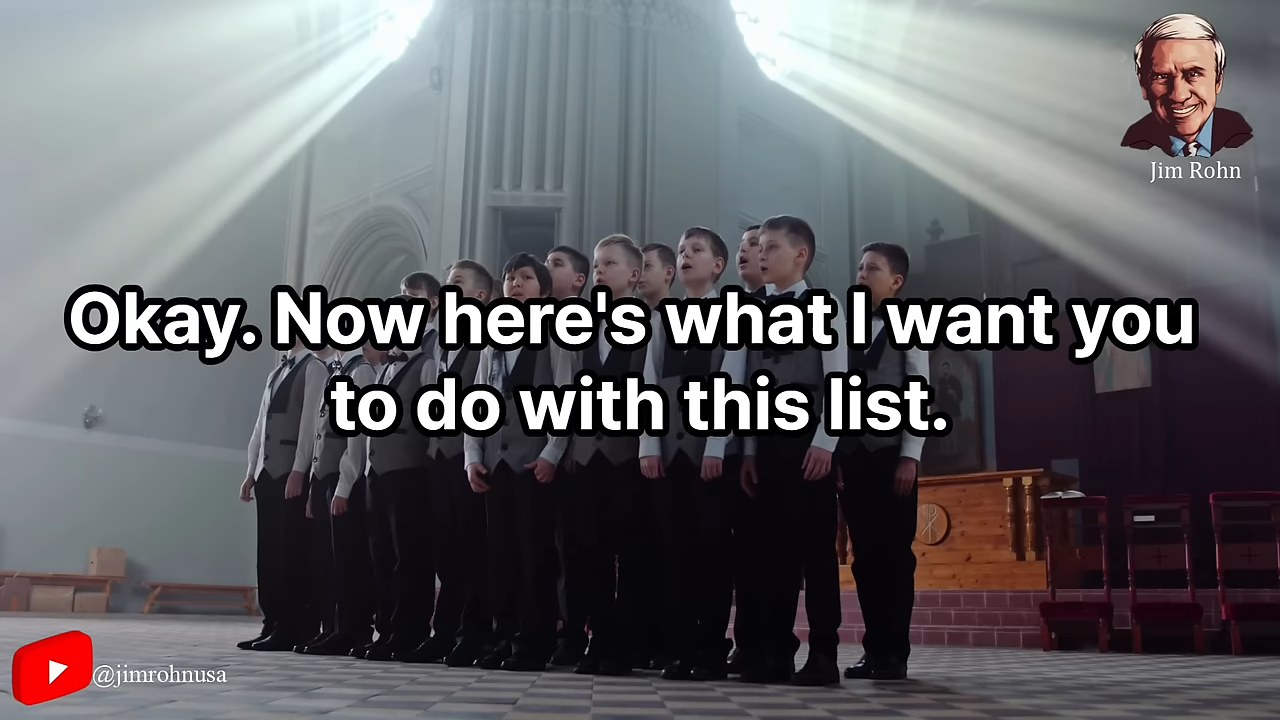 Jim Rohn
Okay. Now here's what I want you
to do with this list.
@jimrohnusa